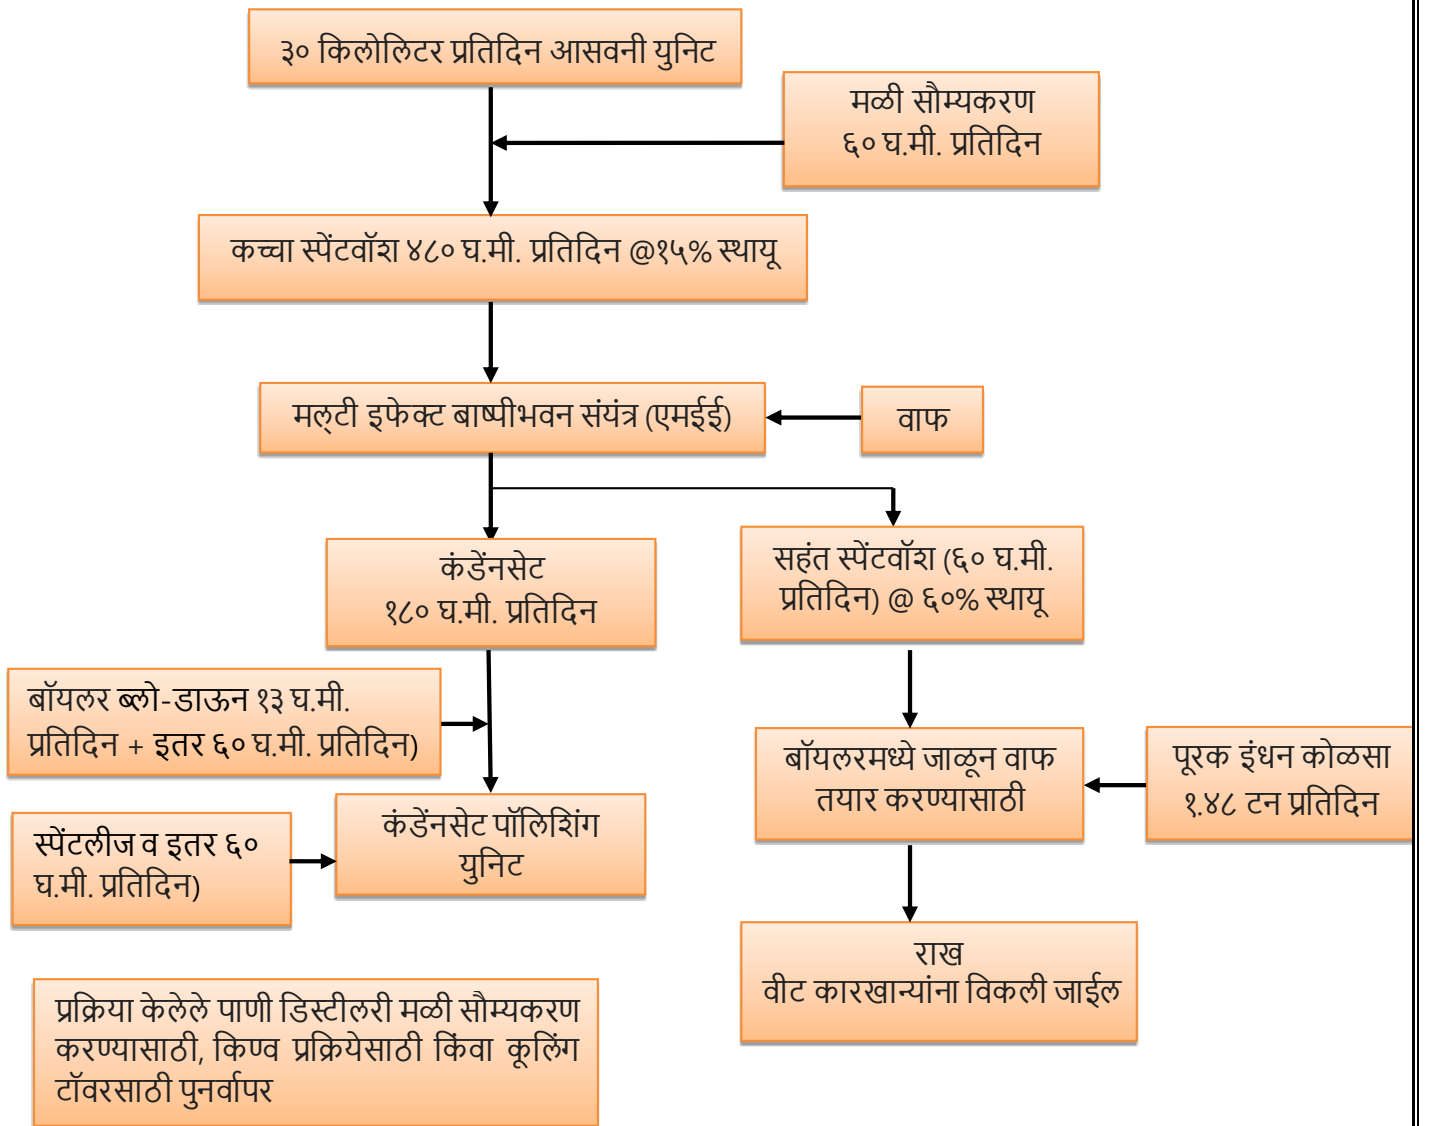 ३० किलोलिटर प्रतिदिन आसवनी युनिट
मळी सौम्यकरण
६० घ.मी. प्रतिदिन
कच्चा स्पेंटवॉश ४८० घ.मी. प्रतिदिन @१५% स्थायू
मल्टी इफेक्ट बाष्पीभवन संयंत्र (एमईई)
वाफ
कंडेंनसेट
१८० घ.मी. प्रतिदिन
सहंत स्पेंटवॉश (६० घ.मी.
प्रतिदिन) @ ६०% स्थायू
बॉयलर ब्लो-डाऊन १३ घ.मी.
प्रतिदिन + इतर ६० घ.मी. प्रतिदिन)
बॉयलरमध्ये जाळून वाफ
तयार करण्यासाठी
पूरक इंधन कोळसा
१.४८ टन प्रतिदिन
स्पेंटलीज व इतर ६०
घ.मी. प्रतिदिन)
कंडेंनसेट पॉलिशिंग
युनिट
राख
वीट कारखान्यांना विकली जाईल
प्रक्रिया केलेले पाणी डिस्टीलरी मळी सौम्यकरण
करण्यासाठी, किण्व प्रक्रियेसाठी किंवा कूलिंग
टॉवरसाठी पुनर्वापर